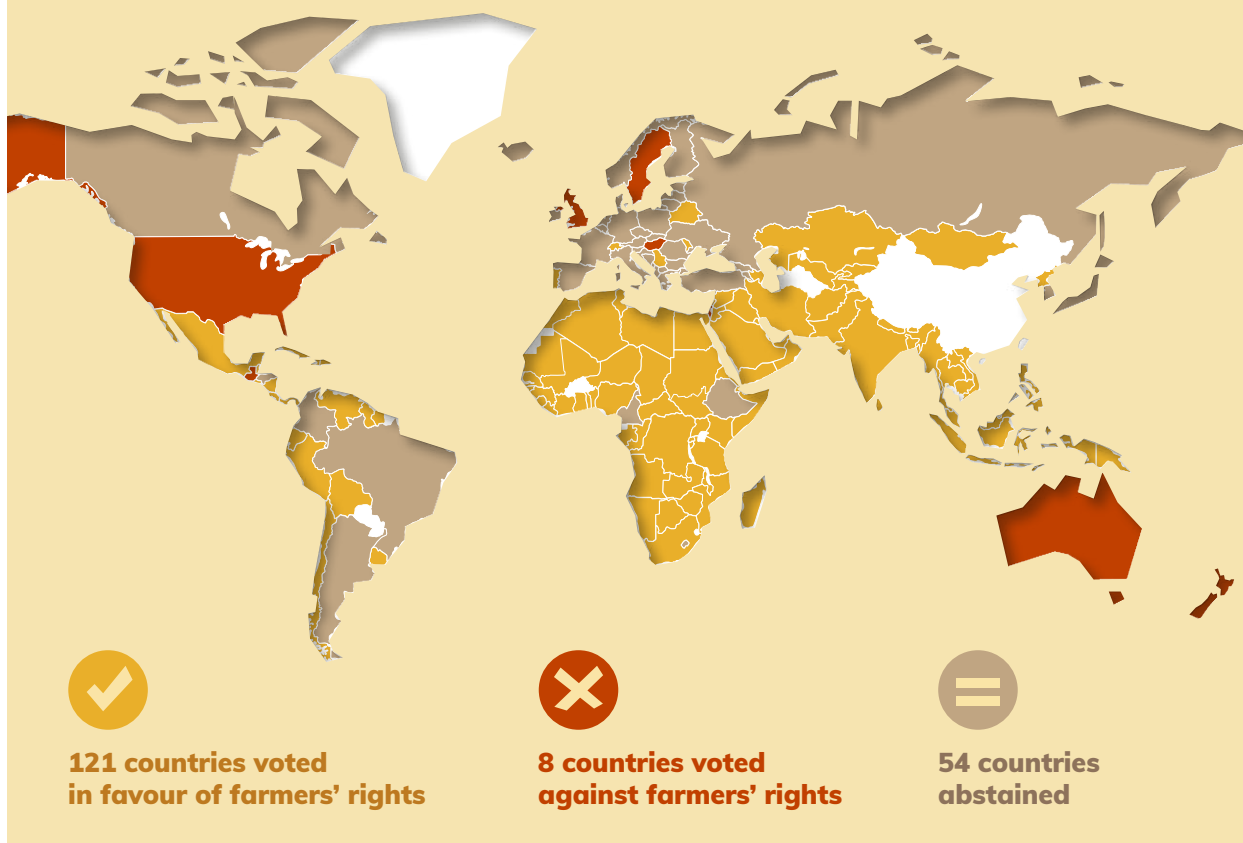 121 countries voted
in favour of farmers’ rights
8 countries voted
against farmers’ rights
54 countries
abstained